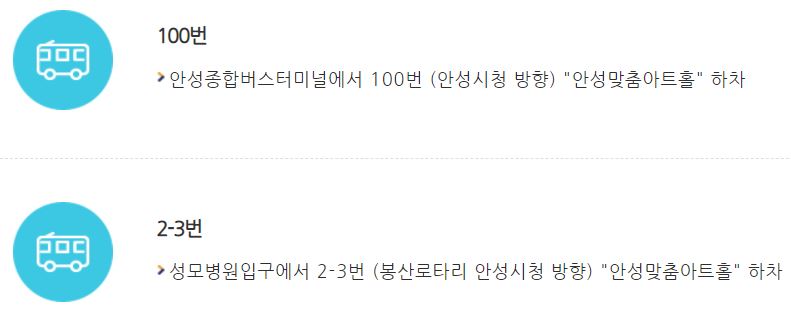 100번
안성종합버스터미널에서 100번 (안성시청 방향) "안성맞춤아트홀" 하차
2-3번
성모병원입구에서 2-3번 (봉산로타리 안성시청 방향) "안성맞춤아트홀" 하차